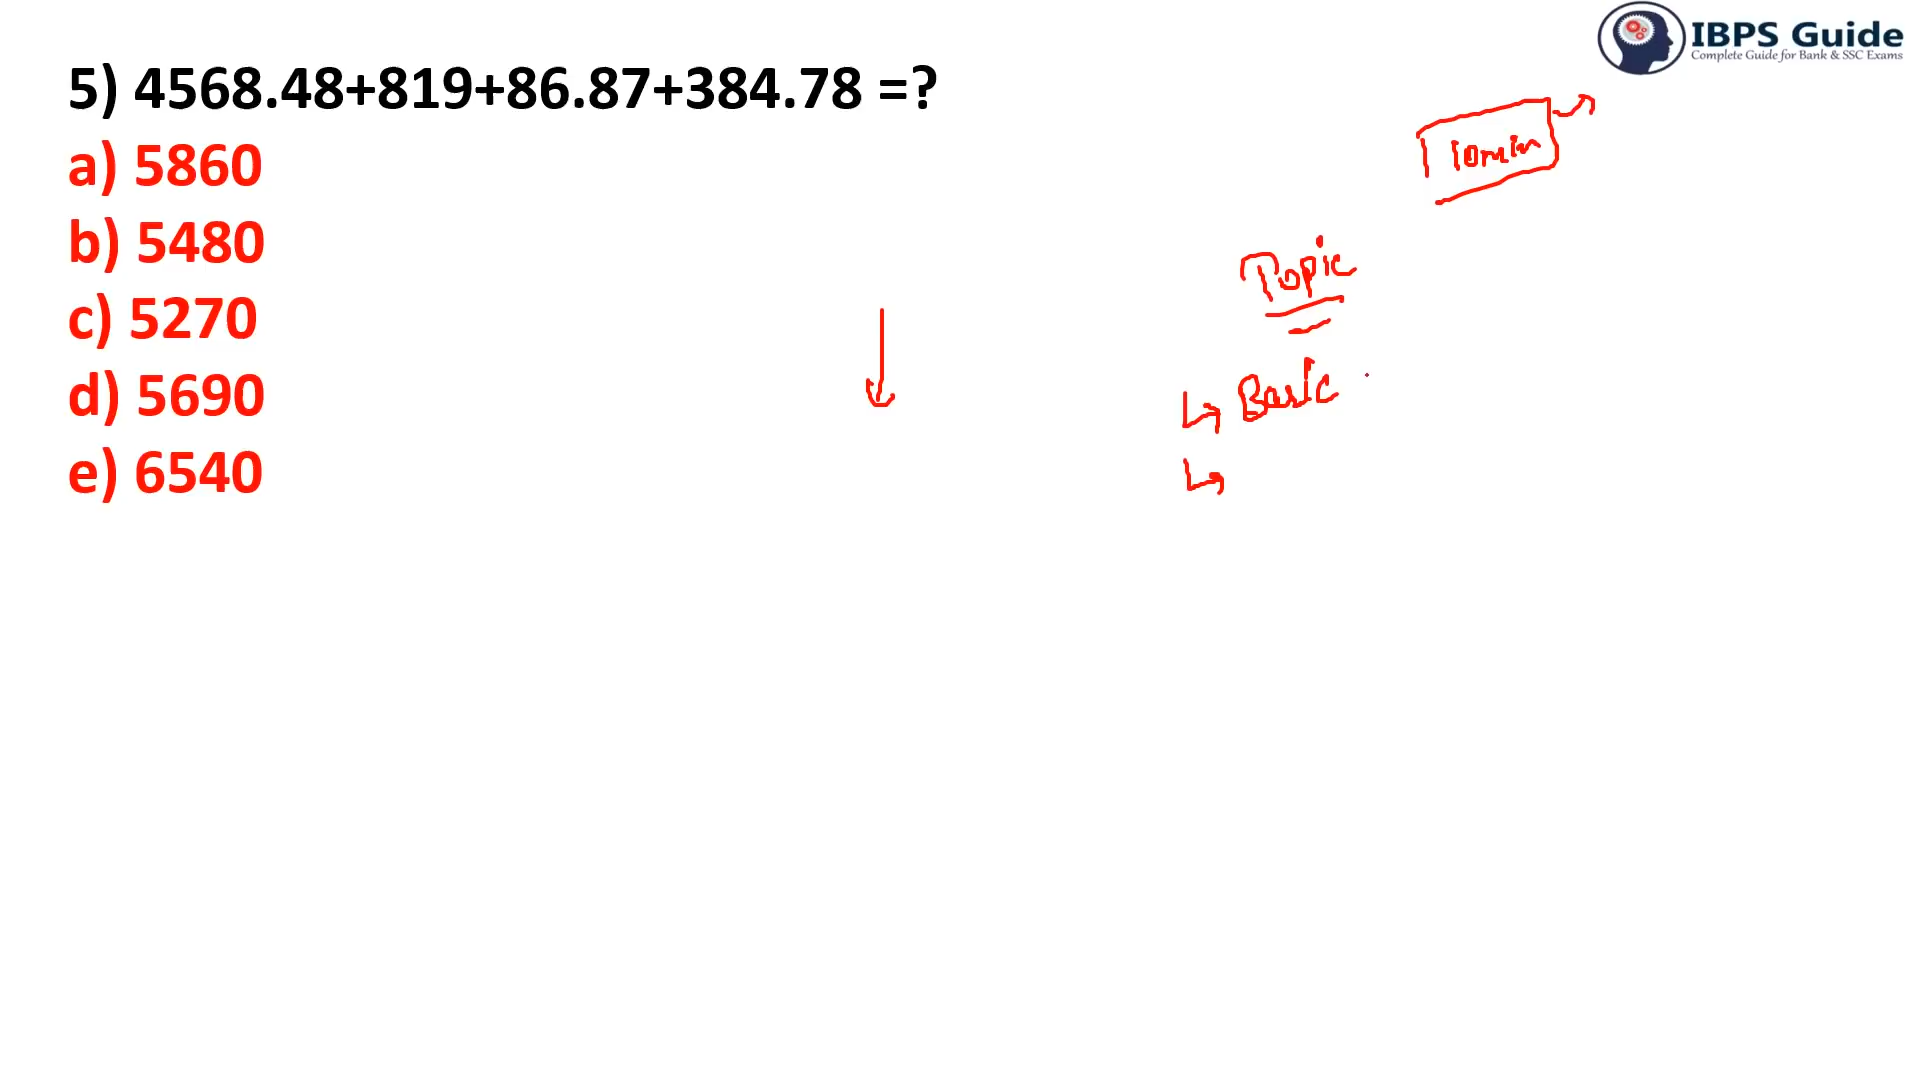 IBPS Guide
Complete Guide for Bank & SSC Exams
5) 4568.48+819+86.87+384.78 =?
a) 5860
b) 5480
c) 5270
d) 5690
e) 6540
10min
Topic
Basic